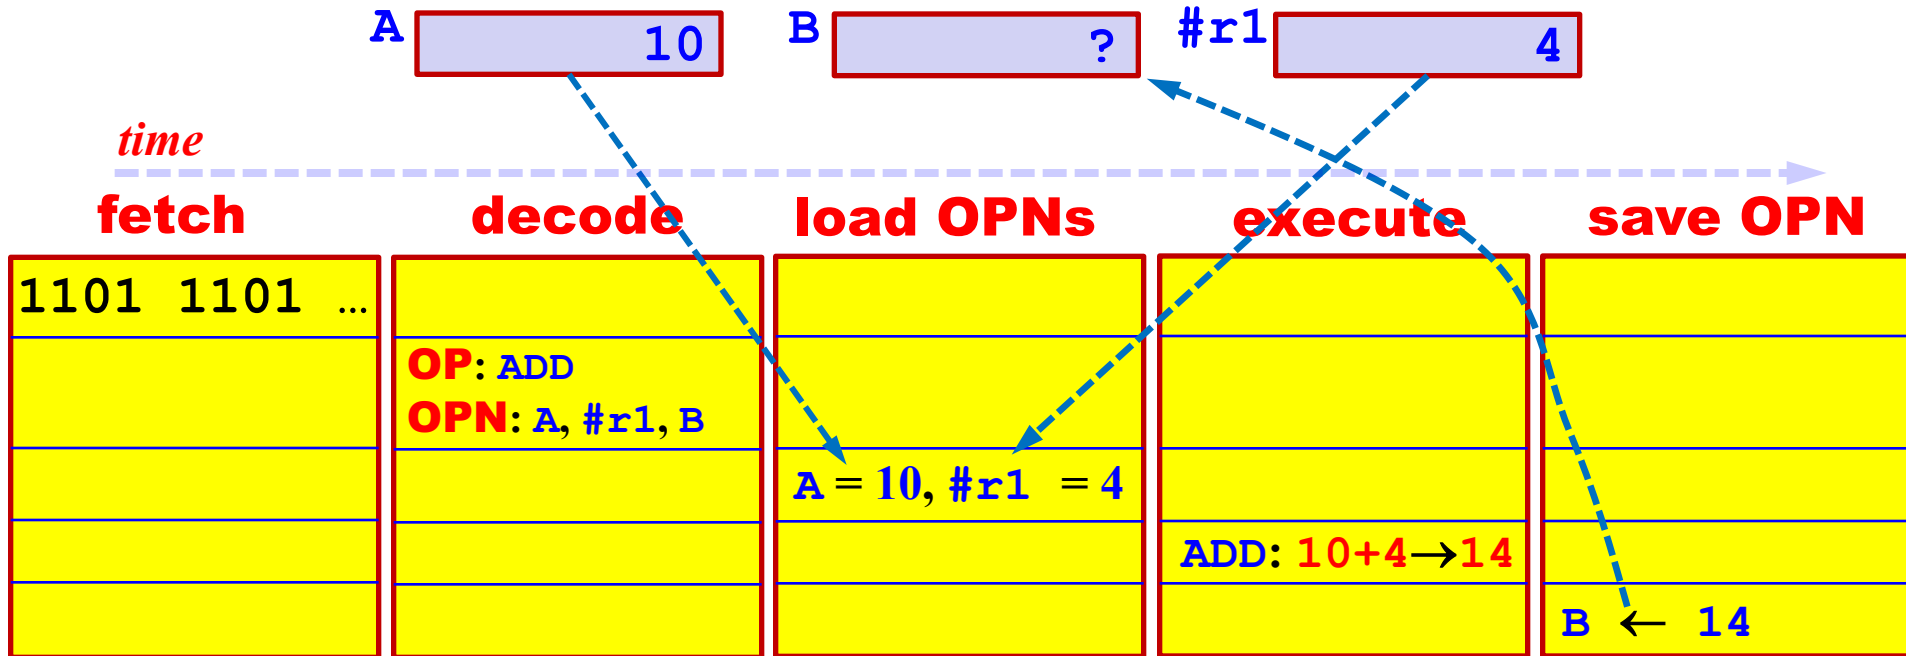 A 10 B ? #r1 4
time
fetch decode load OPNs execute save OPN
1101 1101 …
OP: ADD
OPN: A, #r1, B
A = 10, #r1 = 4
ADD: 10+4→14
B ← 14